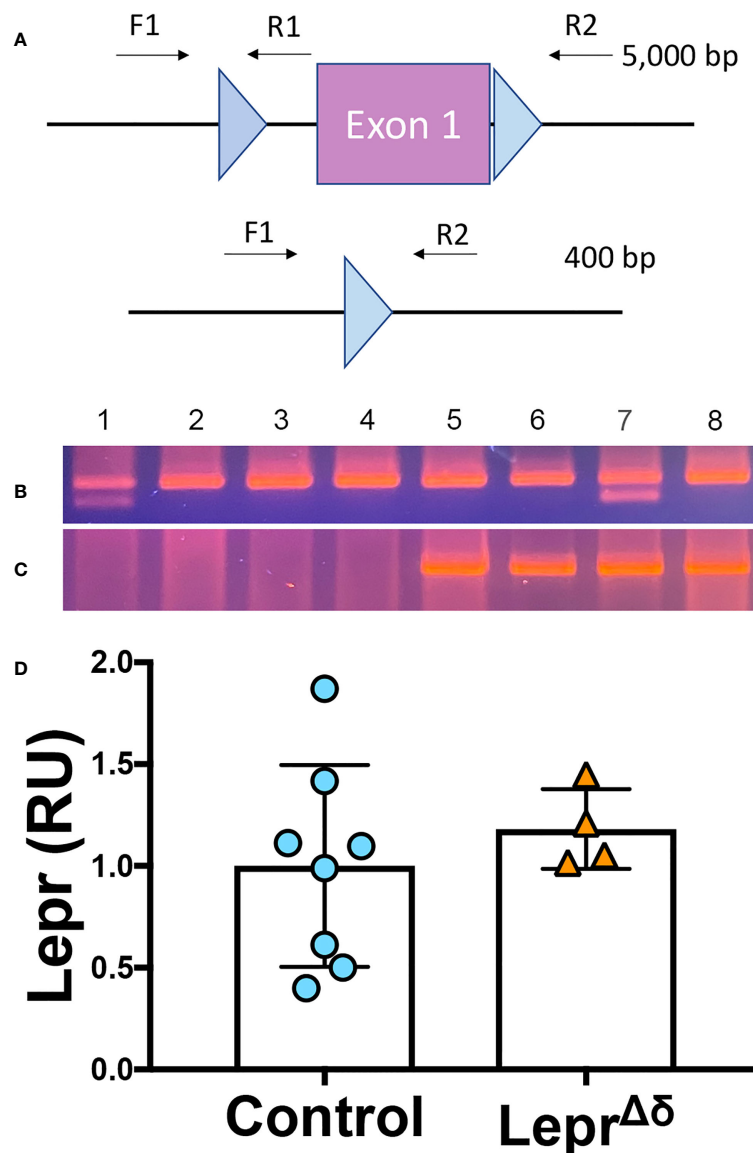 A
F1 R1 R2 5,000 bp
Exon 1
F1 R2 400 bp
1 2 3 4 5 6 7 8
B
C
D
2.0
1.5
1.0
0.5
0.0
Lepr (RU)
Control Lepr^Δδ